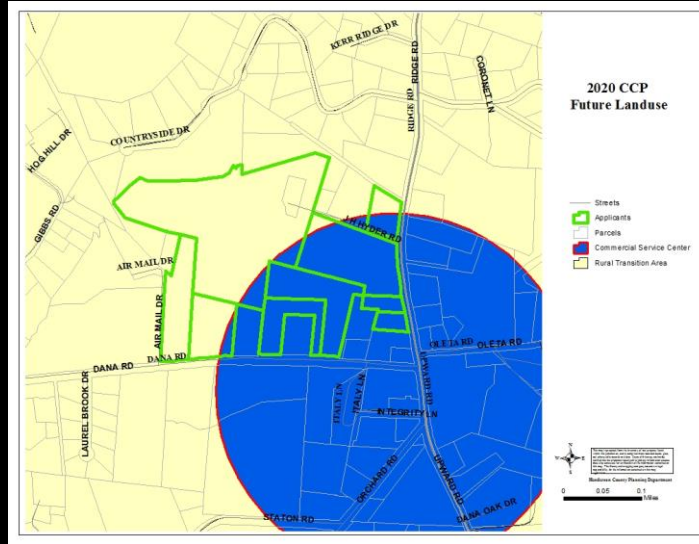 2020 CCP
Future Landuse
KERR RIDGE DR
RIDGE RD
RIDGE RD
CORONET LN
COUNTRYSIDE DR
HOG HILL DR
GIBBS RD
J H HYDER RD
AIR MAIL DR
AIR MAIL DR
DANA RD
DANA RD
LAUREL BROOK DR
OLETA RD
OLETA RD
UPWARD RD
ITALY LN
ITALY LN
INTEGRITY LN
ORCHARD RD
UPWARD RD
STATON RD
DANA OAK DR
Streets
Applicants
Parcels
Commercial Service Center
Rural Transition Area
N
W
E
S
Henderson County Planning Department
0 0.05 0.1
Miles